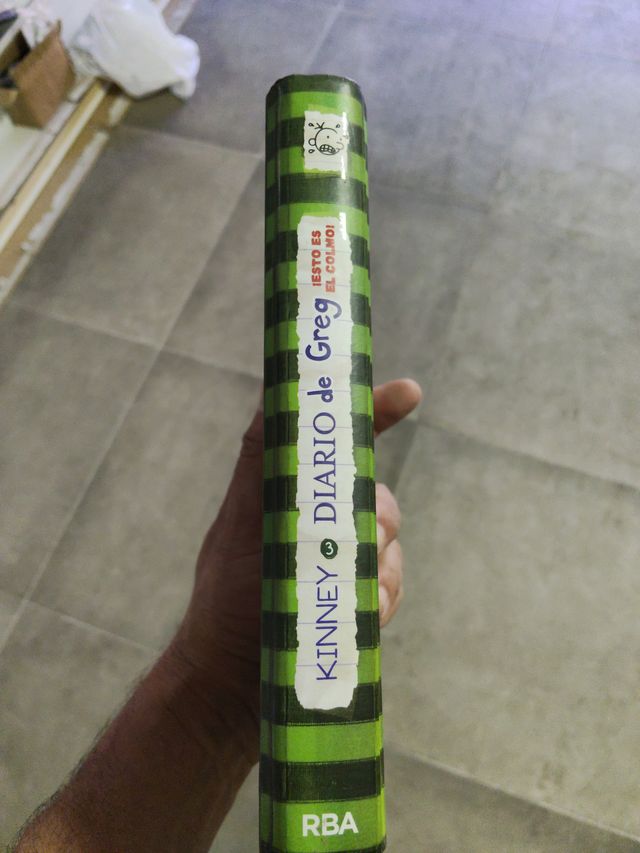 KINNEY 3 DIARIO de Greg
¡ESTO ES
EL COLMO!
RBA